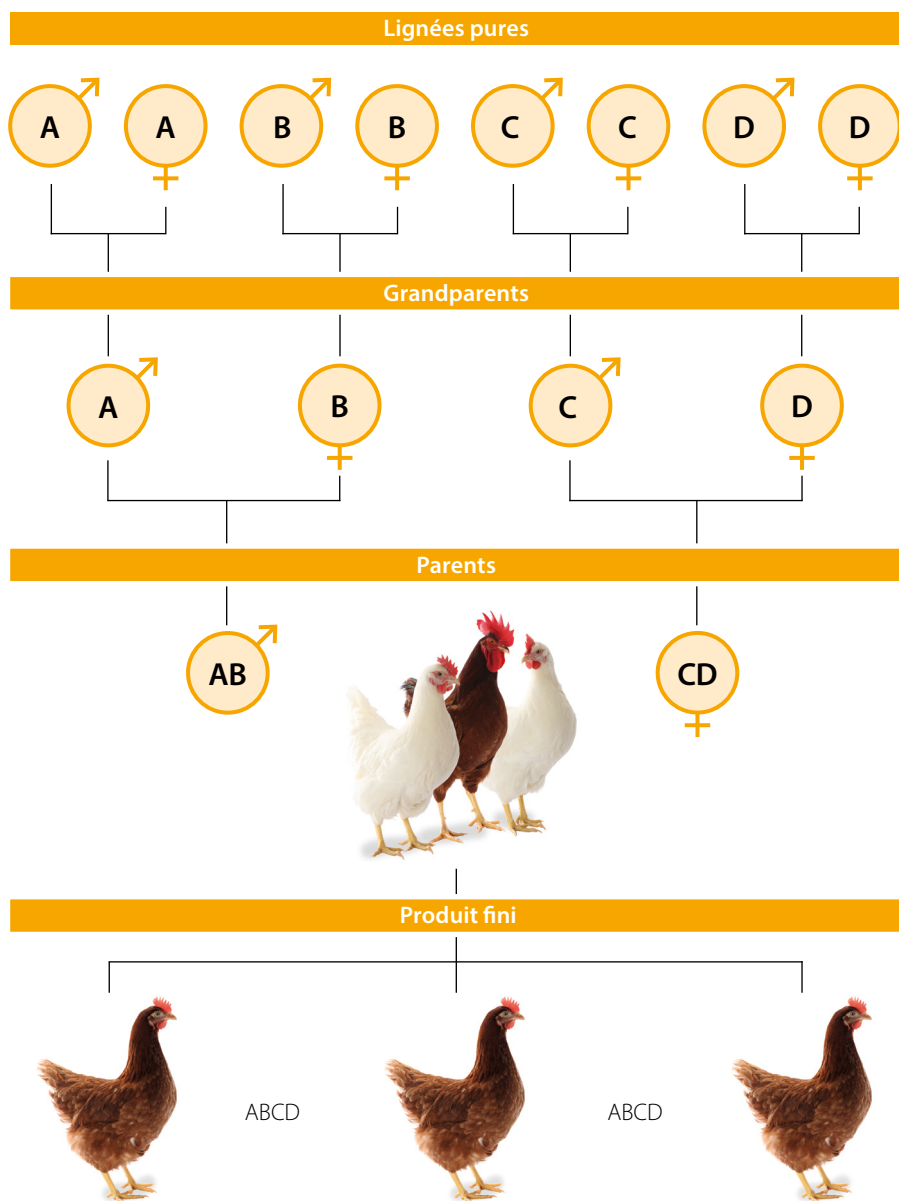 Lignées pures
A A B B C C D D
Grandparents
A B C D
Parents
AB CD
Produit fini
ABCD ABCD